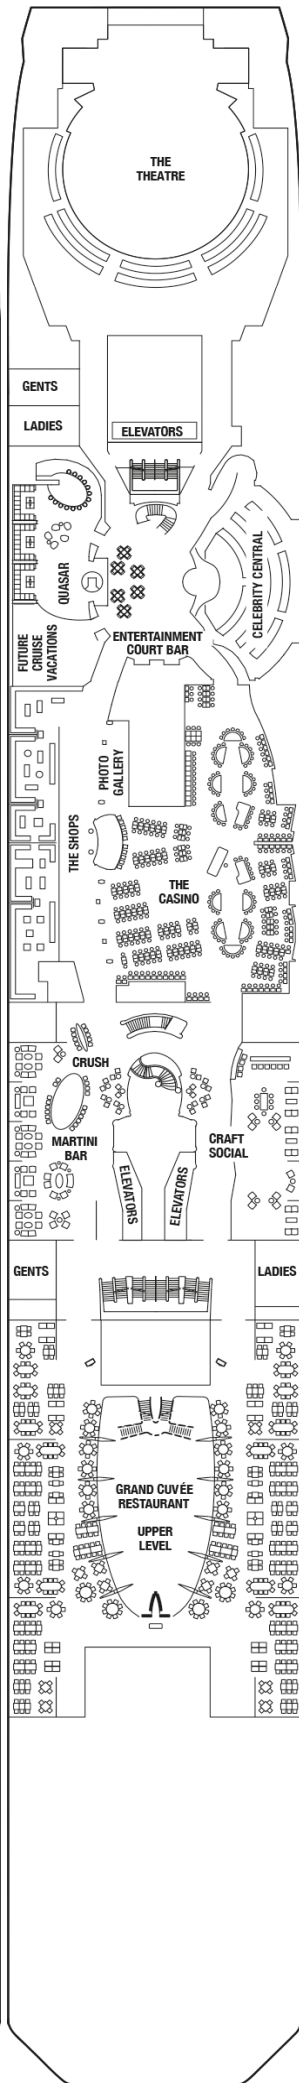 THE
THEATRE
GENTS
LADIES
ELEVATORS
QUASAR
CELEBRITY CENTRAL
FUTURE
CRUISE
VACATIONS
ENTERTAINMENT
COURT BAR
PHOTO
GALLERY
THE SHOPS
THE
CASINO
CRUSH
MARTINI
BAR
CRAFT
SOCIAL
ELEVATORS
ELEVATORS
GENTS
LADIES
GRAND CUVÉE
RESTAURANT
UPPER
LEVEL